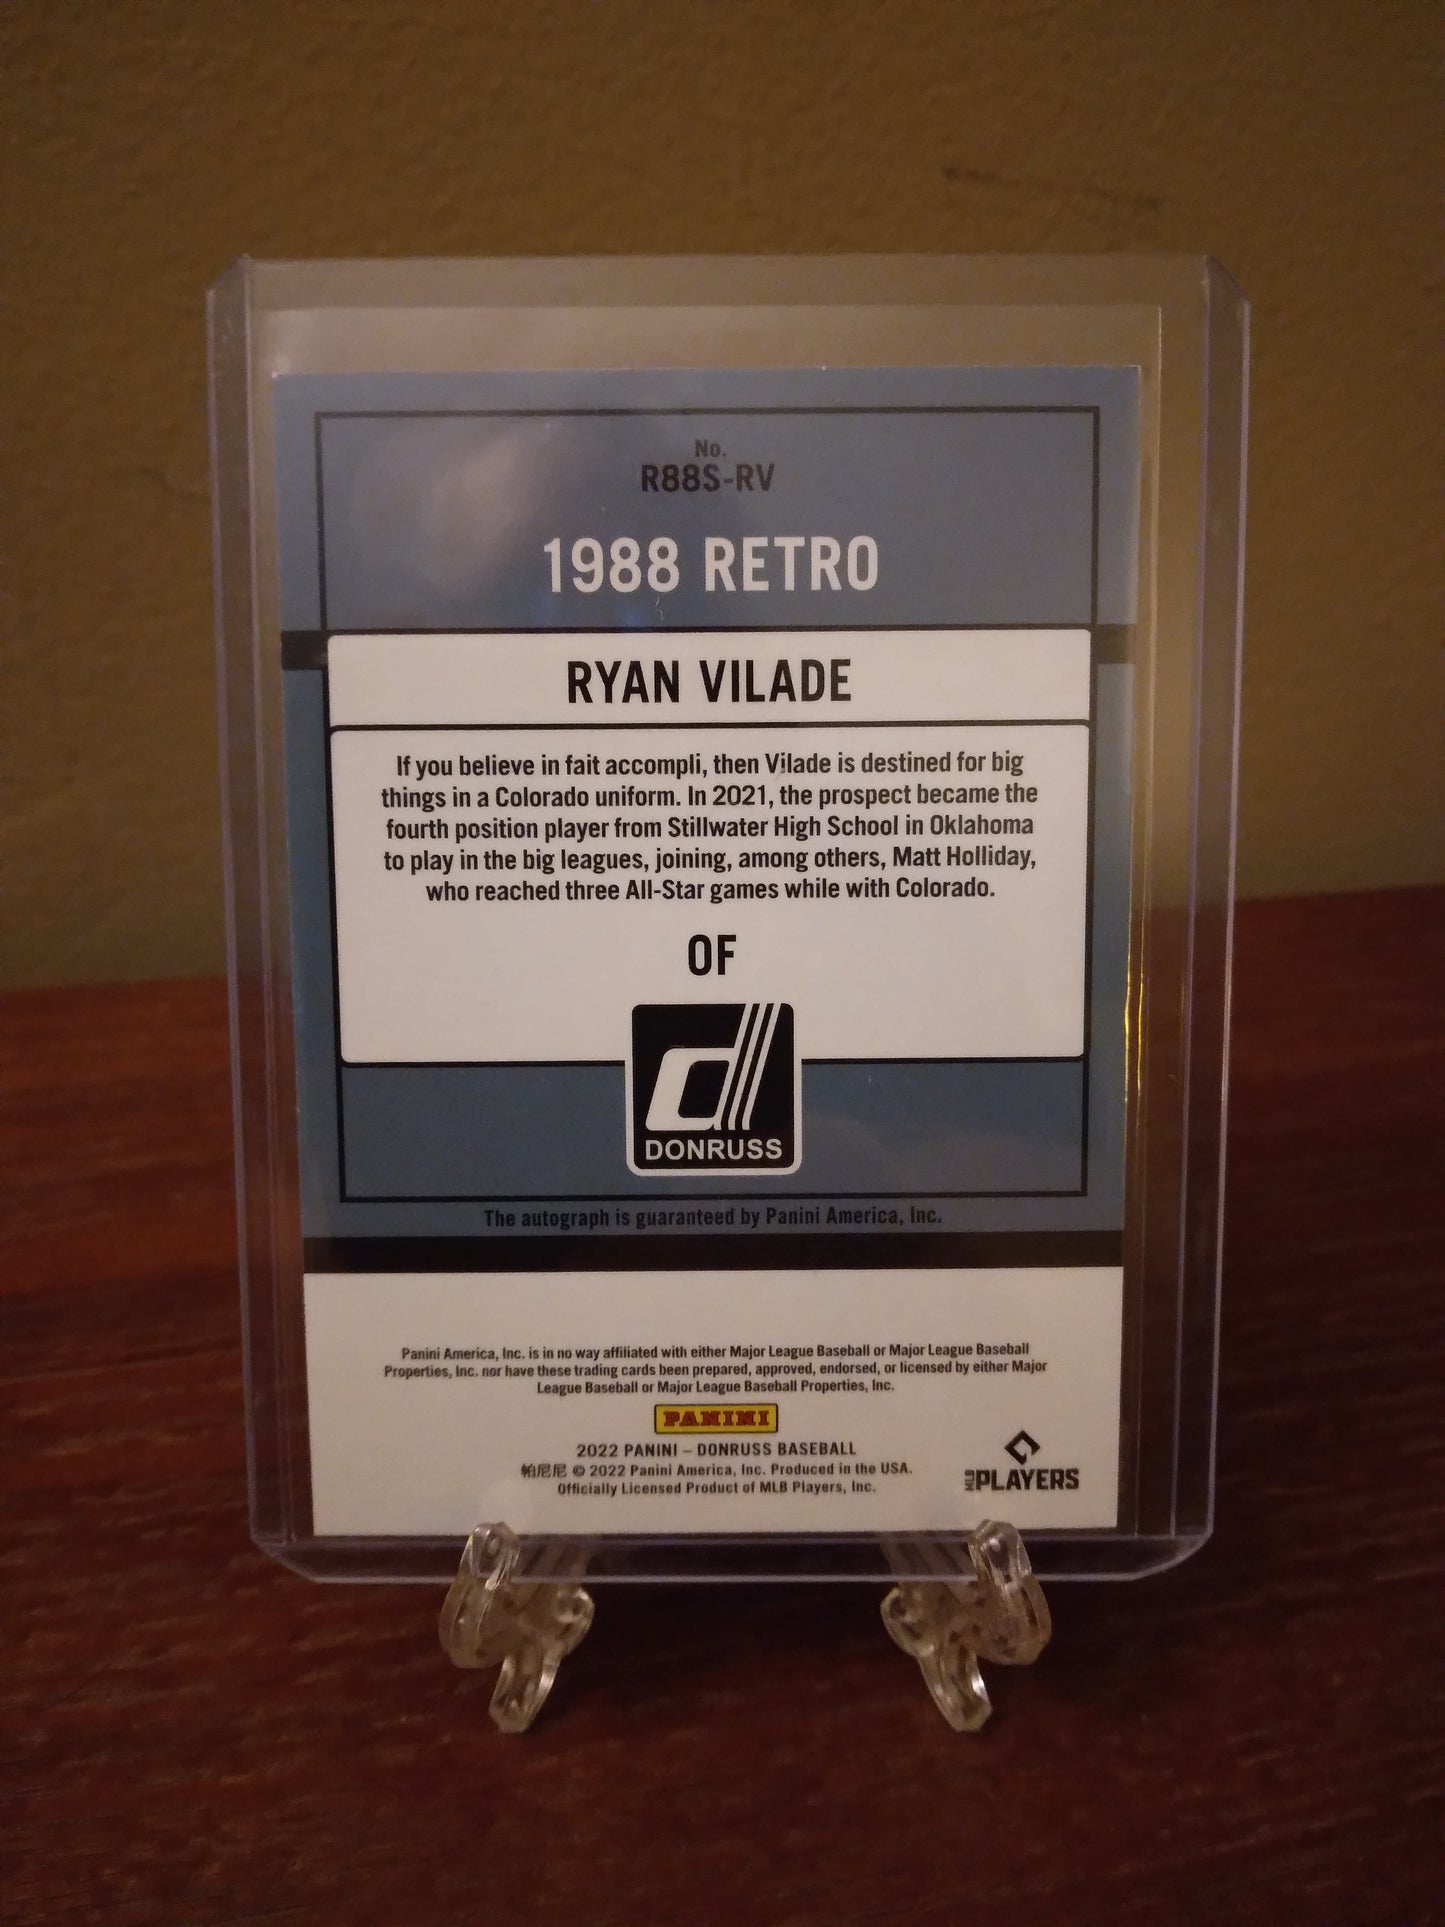 No.
R88S-RV
1988 RETRO
RYAN VILADE
If you believe in fait accompli, then Vilade is destined for big
things in a Colorado uniform. In 2021, the prospect became the
fourth position player from Stillwater High School in Oklahoma
to play in the big leagues, joining, among others, Matt Holliday,
who reached three All-Star games while with Colorado.
OF
DONRUSS
The autograph is guaranteed by Panini America, Inc.
Panini America, Inc. is in no way affiliated with either Major League Baseball or Major League Baseball
Properties, Inc. nor have these trading cards been prepared, approved, endorsed, or licensed by either Major
League Baseball or Major League Baseball Properties, Inc.
PANINI
2022 PANINI – DONRUSS BASEBALL
帕尼尼 © 2022 Panini America, Inc. Produced in the USA.
Officially Licensed Product of MLB Players, Inc.
MLB PLAYERS